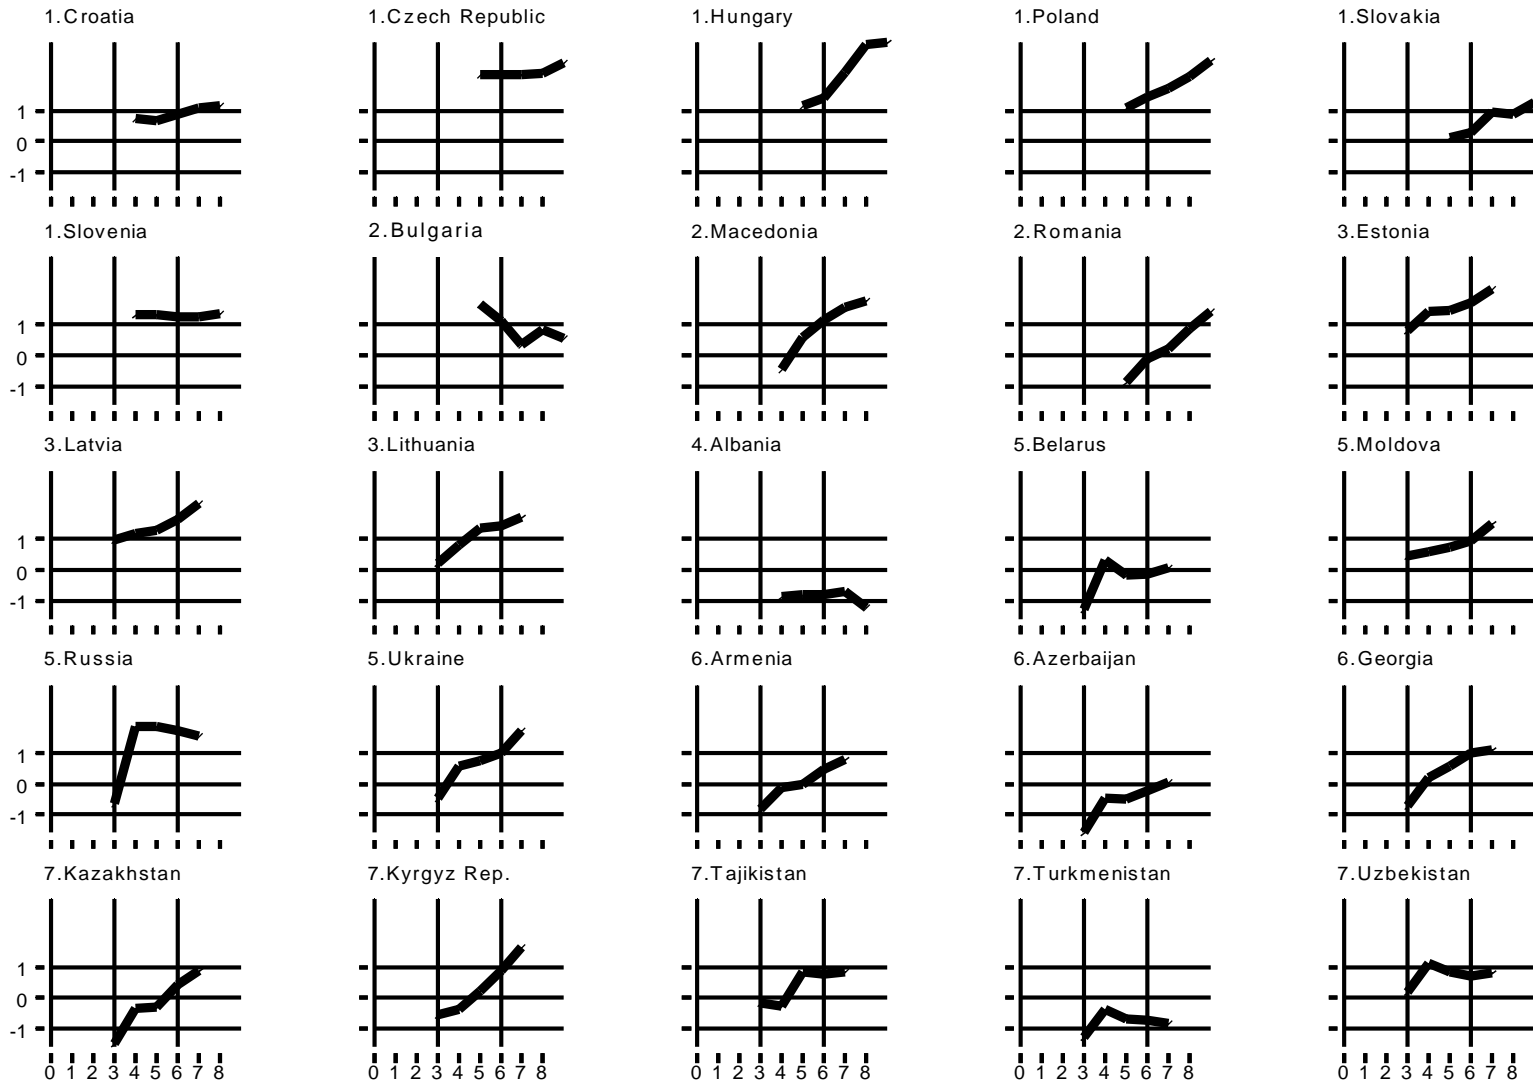 1.Croatia 1.Czech Republic 1.Hungary 1.Poland 1.Slovakia
1
0
-1
1.Slovenia 2.Bulgaria 2.Macedonia 2.Romania 3.Estonia
1
0
-1
3.Latvia 3.Lithuania 4.Albania 5.Belarus 5.Moldova
1
0
-1
5.Russia 5.Ukraine 6.Armenia 6.Azerbaijan 6.Georgia
1
0
-1
7.Kazakhstan 7.Kyrgyz Rep. 7.Tajikistan 7.Turkmenistan 7.Uzbekistan
1
0
-1
0 1 2 3 4 5 6 7 8 0 1 2 3 4 5 6 7 8 0 1 2 3 4 5 6 7 8 0 1 2 3 4 5 6 7 8 0 1 2 3 4 5 6 7 8